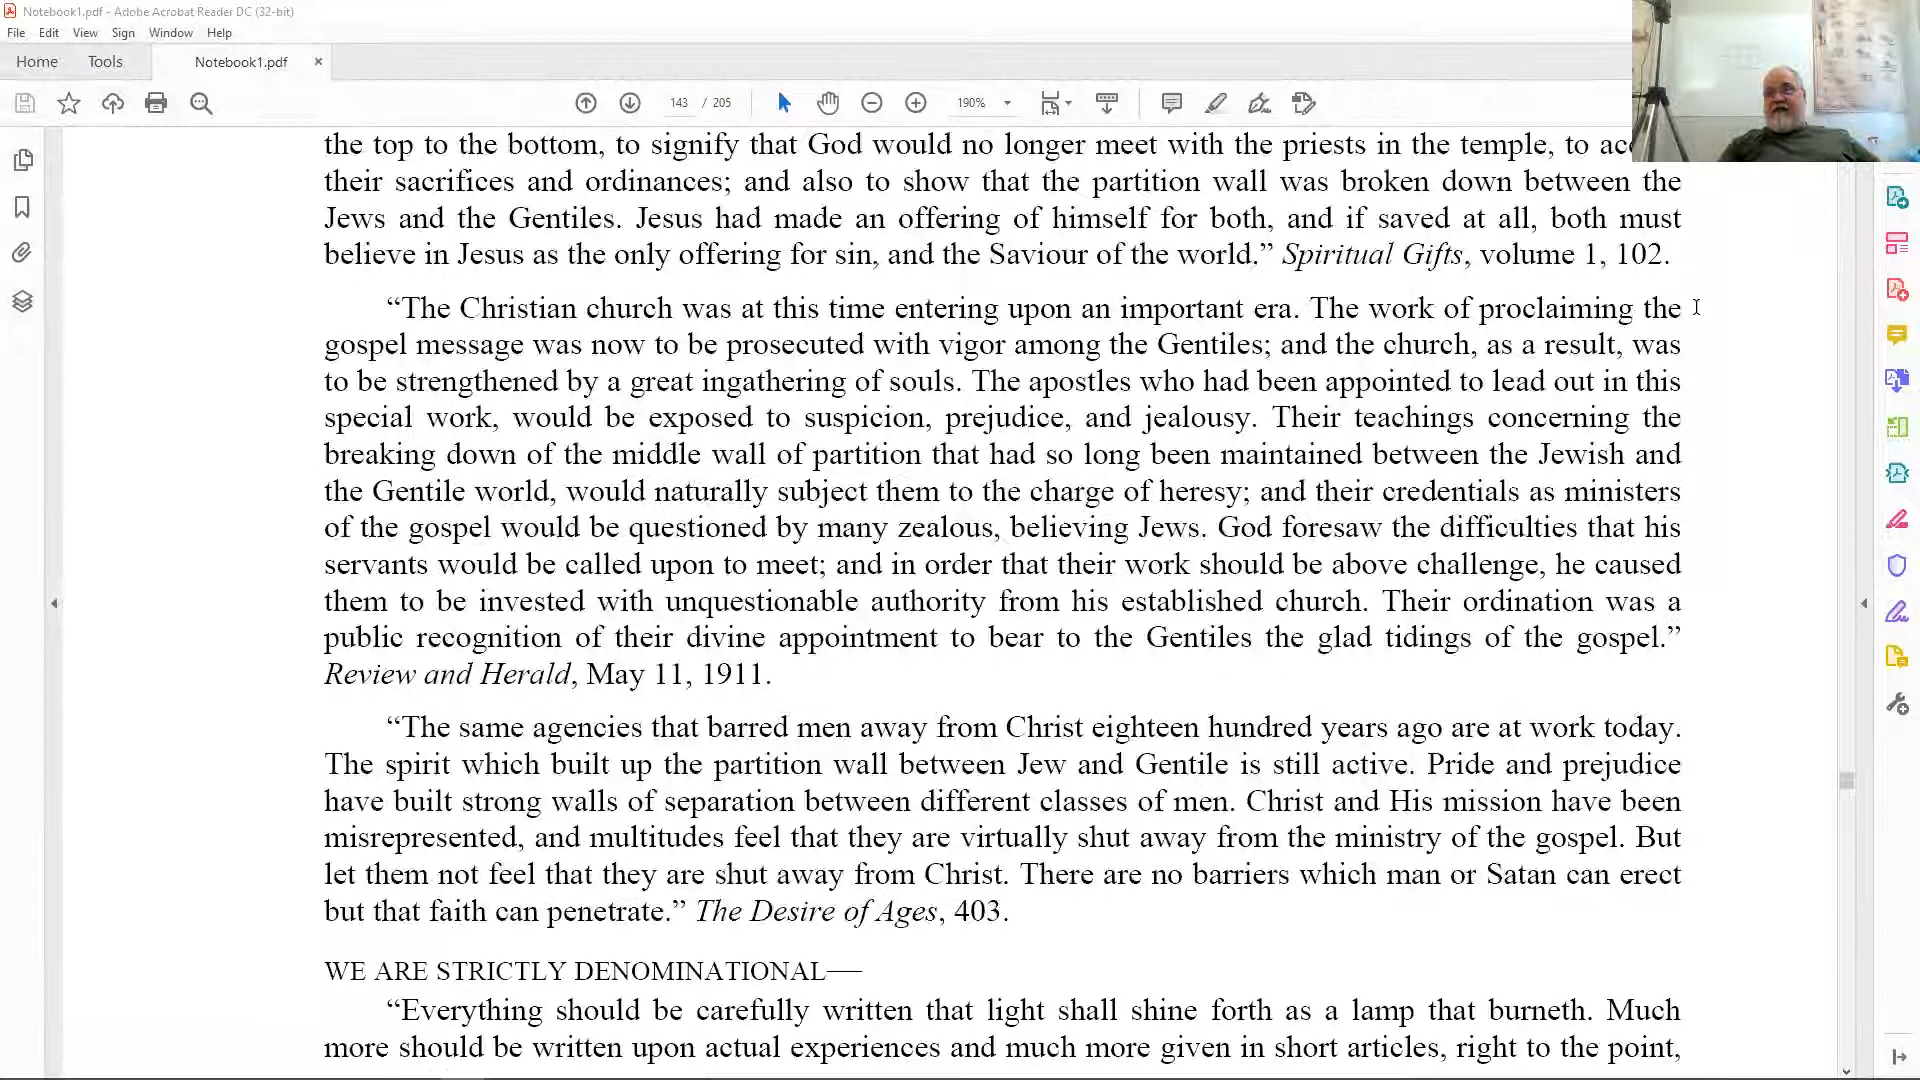 Notebook1.pdf - Adobe Acrobat Reader DC (32-bit)
File Edit View Sign Window Help
Home Tools Notebook1.pdf ×
143 / 205 190%
the top to the bottom, to signify that God would no longer meet with the priests in the temple, to
their sacrifices and ordinances; and also to show that the partition wall was broken down between the
Jews and the Gentiles. Jesus had made an offering of himself for both, and if saved at all, both must
believe in Jesus as the only offering for sin, and the Saviour of the world.” Spiritual Gifts, volume 1, 102.
“The Christian church was at this time entering upon an important era. The work of proclaiming the
gospel message was now to be prosecuted with vigor among the Gentiles; and the church, as a result, was
to be strengthened by a great ingathering of souls. The apostles who had been appointed to lead out in this
special work, would be exposed to suspicion, prejudice, and jealousy. Their teachings concerning the
breaking down of the middle wall of partition that had so long been maintained between the Jewish and
the Gentile world, would naturally subject them to the charge of heresy; and their credentials as ministers
of the gospel would be questioned by many zealous, believing Jews. God foresaw the difficulties that his
servants would be called upon to meet; and in order that their work should be above challenge, he caused
them to be invested with unquestionable authority from his established church. Their ordination was a
public recognition of their divine appointment to bear to the Gentiles the glad tidings of the gospel.”
Review and Herald, May 11, 1911.
“The same agencies that barred men away from Christ eighteen hundred years ago are at work today.
The spirit which built up the partition wall between Jew and Gentile is still active. Pride and prejudice
have built strong walls of separation between different classes of men. Christ and His mission have been
misrepresented, and multitudes feel that they are virtually shut away from the ministry of the gospel. But
let them not feel that they are shut away from Christ. There are no barriers which man or Satan can erect
but that faith can penetrate.” The Desire of Ages, 403.
WE ARE STRICTLY DENOMINATIONAL—
“Everything should be carefully written that light shall shine forth as a lamp that burneth. Much
more should be written upon actual experiences and much more given in short articles, right to the point,